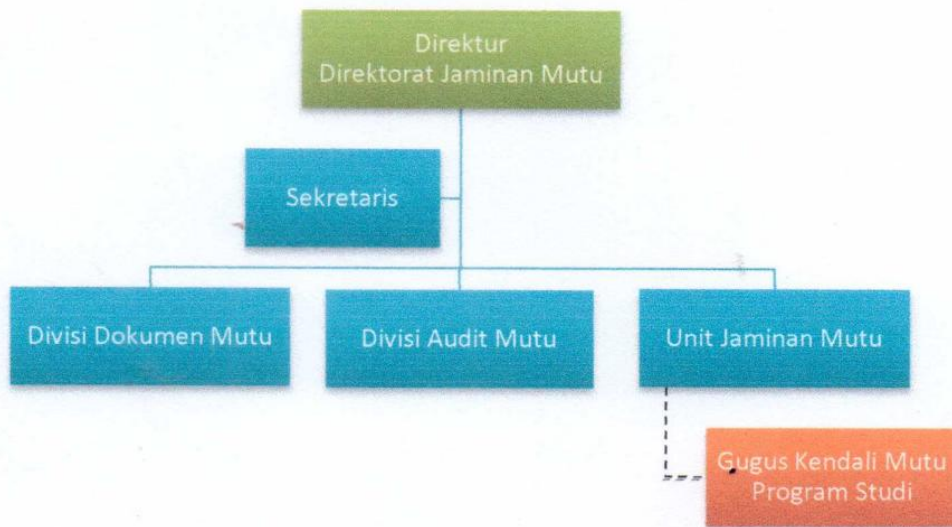 Direktur
Direktorat Jaminan Mutu
Sekretaris
Divisi Dokumen Mutu
Divisi Audit Mutu
Unit Jaminan Mutu
Gugus Kendali Mutu
Program Studi